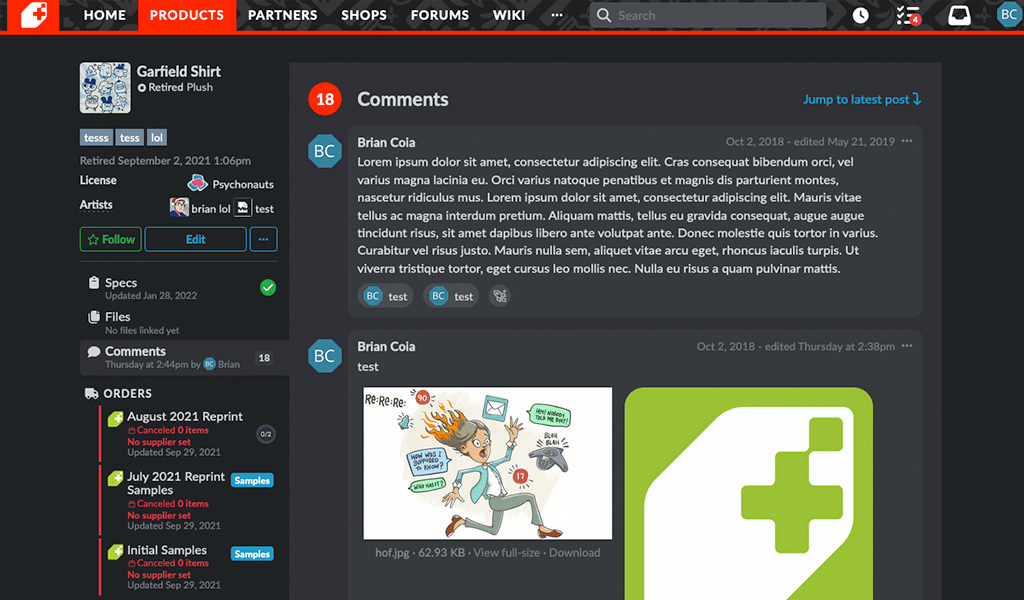 HOME PRODUCTS PARTNERS SHOPS FORUMS WIKI ... Search 4 BC
Garfield Shirt
Retired Plush
tesss tess lol
Retired September 2, 2021 1:06pm
License Psychonauts
Artists brian lol test
Follow Edit ...
Specs
Updated Jan 28, 2022
Files
No files linked yet
Comments
Thursday at 2:44pm by BC Brian 18
ORDERS
August 2021 Reprint
Canceled 0 items
No supplier set
Updated Sep 29, 2021
0/2
July 2021 Reprint Samples
Samples
Canceled 0 items
No supplier set
Updated Sep 29, 2021
Initial Samples Samples
Canceled 0 items
No supplier set
Updated Sep 29, 2021
18 Comments Jump to latest post
BC Brian Coia Oct 2, 2018 - edited May 21, 2019 ...
Lorem ipsum dolor sit amet, consectetur adipiscing elit. Cras consequat bibendum orci, vel
varius magna lacinia eu. Orci varius natoque penatibus et magnis dis parturient montes,
nascetur ridiculus mus. Lorem ipsum dolor sit amet, consectetur adipiscing elit. Mauris vitae
tellus ac magna interdum pretium. Aliquam mattis, tellus eu gravida consequat, augue augue
tincidunt risus, sit amet dapibus libero ante volutpat ante. Donec molestie quis tortor in varius.
Curabitur vel risus justo. Mauris nulla sem, aliquet vitae arcu eget, rhoncus iaculis turpis. Ut
viverra tristique tortor, eget cursus leo mollis nec. Nulla eu risus a quam pulvinar mattis.
BC test BC test
BC Brian Coia Oct 2, 2018 - edited Thursday at 2:38pm ...
test
Re:Re:Re: 90
HEY! NOBODY
TOLD ME THAT!
BLAH
BLAH
HOW WAS I
SUPPOSED
TO KNOW?
WHO HAS IT?
17
hof.jpg · 62.93 KB · View full-size · Download